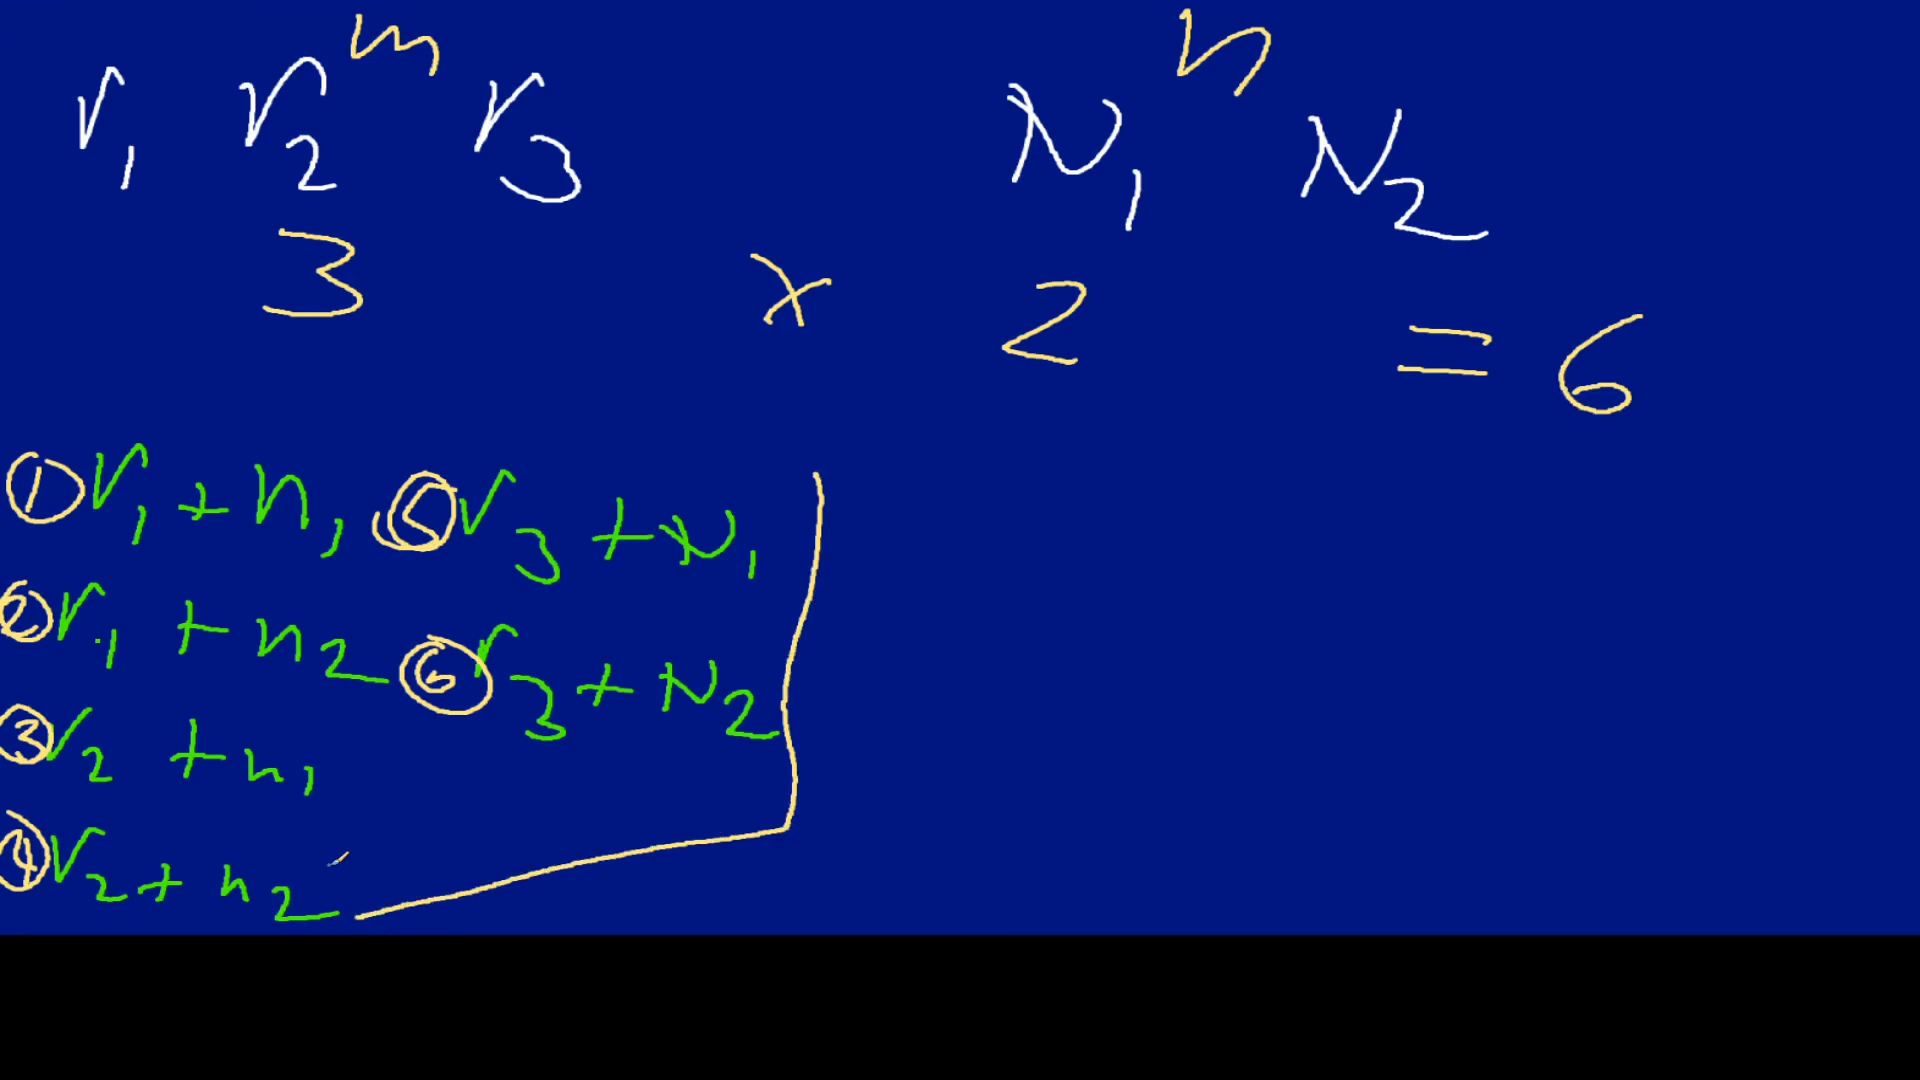 m n
r1 r2 r3 N1 N2
3 x 2 = 6
① r1 + n1 ⑤ r3 + N1
② r1 + n2 ⑥ r3 + N2
③ r2 + n1
④ r2 + n2